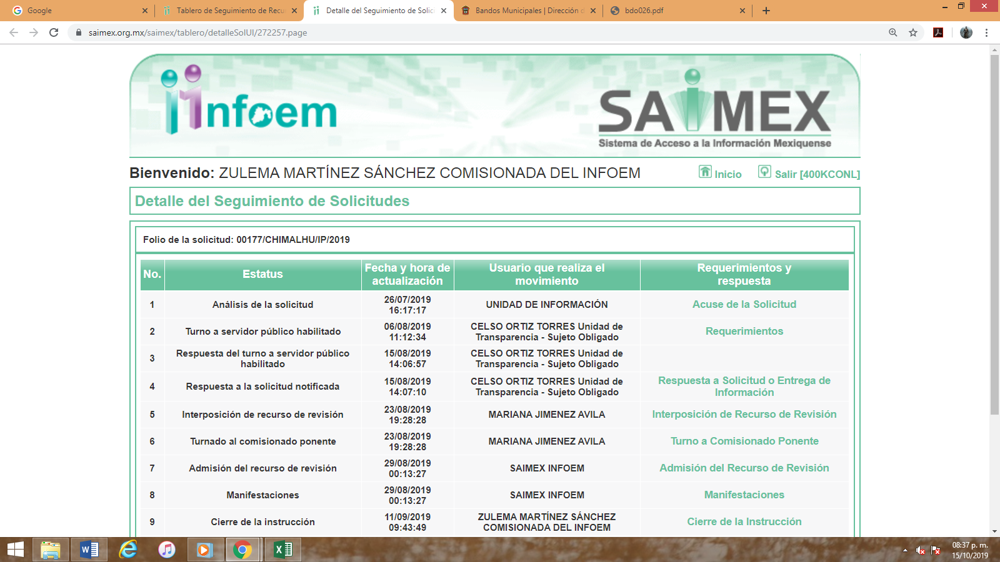 Google
Tablero de Seguimiento de Recu
Detalle del Seguimiento de Solic
Bandos Municipales | Dirección d
bdo026.pdf
saimex.org.mx/saimex/tablero/detalleSolUI/272257.page
infoem
SAIMEX
Sistema de Acceso a la Información Mexiquense
Bienvenido: ZULEMA MARTÍNEZ SÁNCHEZ COMISIONADA DEL INFOEM
Inicio
Salir [400KCONL]
Detalle del Seguimiento de Solicitudes
Folio de la solicitud: 00177/CHIMALHU/IP/2019
No. Estatus Fecha y hora de actualización Usuario que realiza el movimiento Requerimientos y respuesta
1 Análisis de la solicitud 26/07/2019 16:17:17 UNIDAD DE INFORMACIÓN Acuse de la Solicitud
2 Turno a servidor público habilitado 06/08/2019 11:12:34 CELSO ORTIZ TORRES Unidad de Transparencia - Sujeto Obligado Requerimientos
3 Respuesta del turno a servidor público habilitado 15/08/2019 14:06:57 CELSO ORTIZ TORRES Unidad de Transparencia - Sujeto Obligado
4 Respuesta a la solicitud notificada 15/08/2019 14:07:10 CELSO ORTIZ TORRES Unidad de Transparencia - Sujeto Obligado Respuesta a Solicitud o Entrega de Información
5 Interposición de recurso de revisión 23/08/2019 19:28:28 MARIANA JIMENEZ AVILA Interposición de Recurso de Revisión
6 Turnado al comisionado ponente 23/08/2019 19:28:28 MARIANA JIMENEZ AVILA Turno a Comisionado Ponente
7 Admisión del recurso de revisión 29/08/2019 00:13:27 SAIMEX INFOEM Admisión del Recurso de Revisión
8 Manifestaciones 29/08/2019 00:13:27 SAIMEX INFOEM Manifestaciones
9 Cierre de la instrucción 11/09/2019 09:43:49 ZULEMA MARTÍNEZ SÁNCHEZ COMISIONADA DEL INFOEM Cierre de la Instrucción
08:37 p. m.
15/10/2019